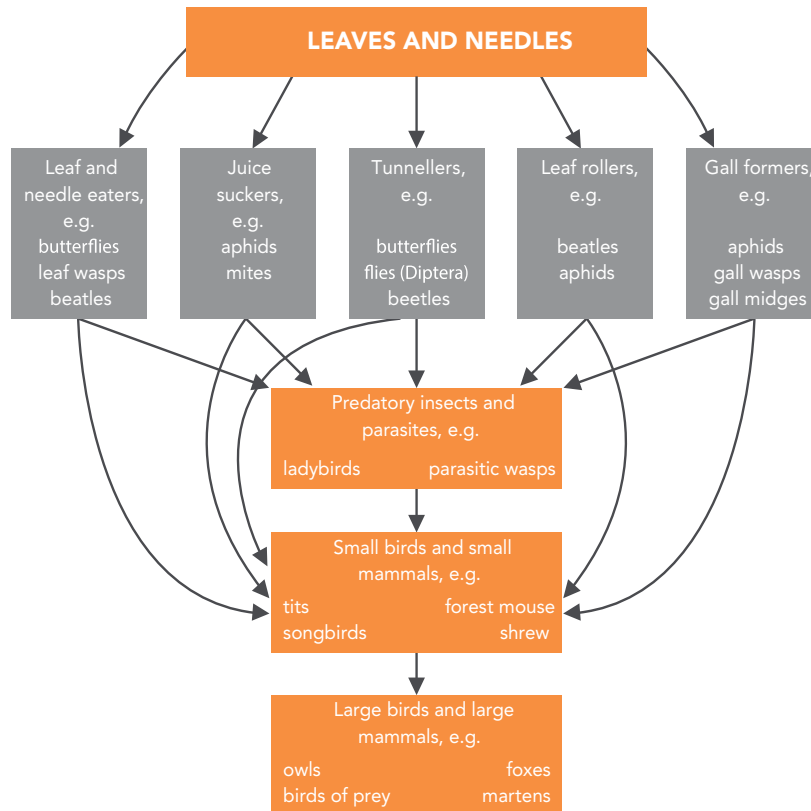 LEAVES AND NEEDLES
Leaf and
needle eaters,
e.g.
butterflies
leaf wasps
beatles
Juice
suckers,
e.g.
aphids
mites
Tunnellers,
e.g.
butterflies
flies (Diptera)
beetles
Leaf rollers,
e.g.
beatles
aphids
Gall formers,
e.g.
aphids
gall wasps
gall midges
Predatory insects and
parasites, e.g.
ladybirds parasitic wasps
Small birds and small
mammals, e.g.
tits forest mouse
songbirds shrew
Large birds and large
mammals, e.g.
owls foxes
birds of prey martens